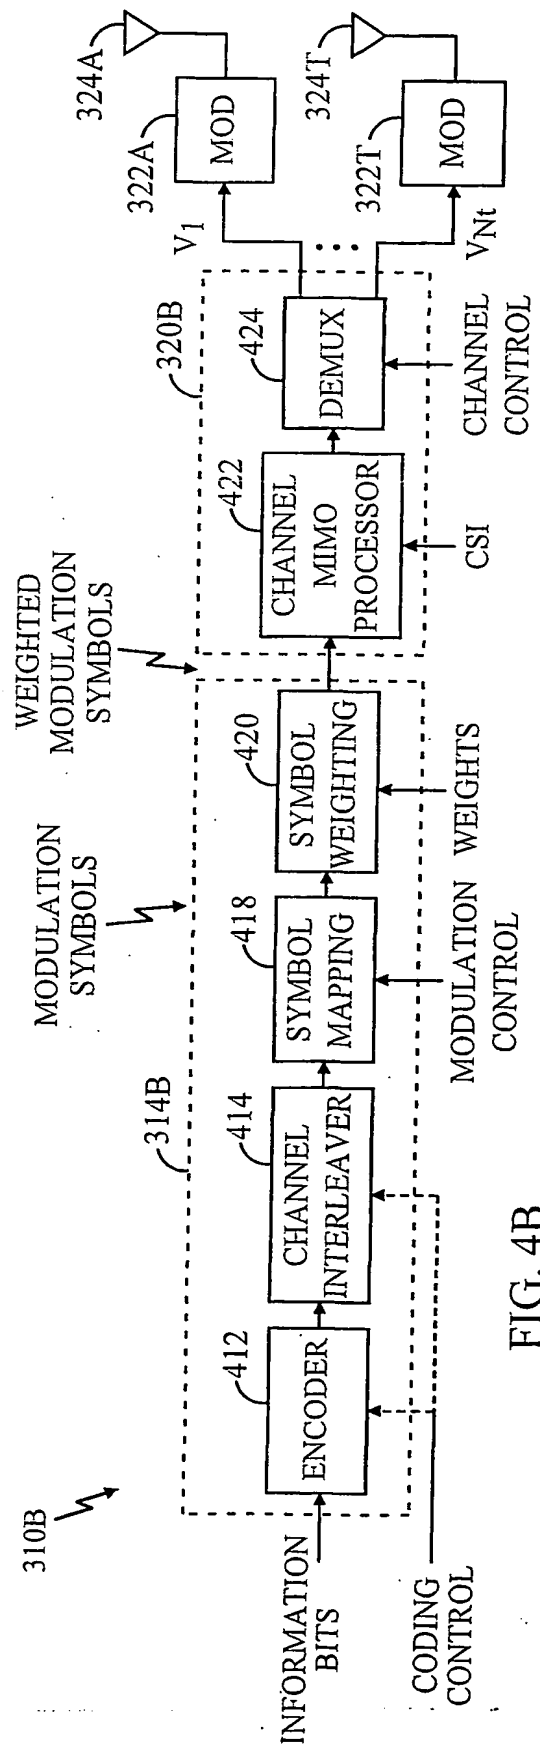 310B
INFORMATION
BITS
CODING
CONTROL
314B
412
ENCODER
414
CHANNEL
INTERLEAVER
418
SYMBOL
MAPPING
420
SYMBOL
WEIGHTING
MODULATION
SYMBOLS
WEIGHTED
MODULATION
SYMBOLS
MODULATION
CONTROL
WEIGHTS
320B
422
CHANNEL
MIMO
PROCESSOR
CSI
424
DEMUX
CHANNEL
CONTROL
V1
322A
MOD
324A
VNt
322T
MOD
324T
FIG. 4B